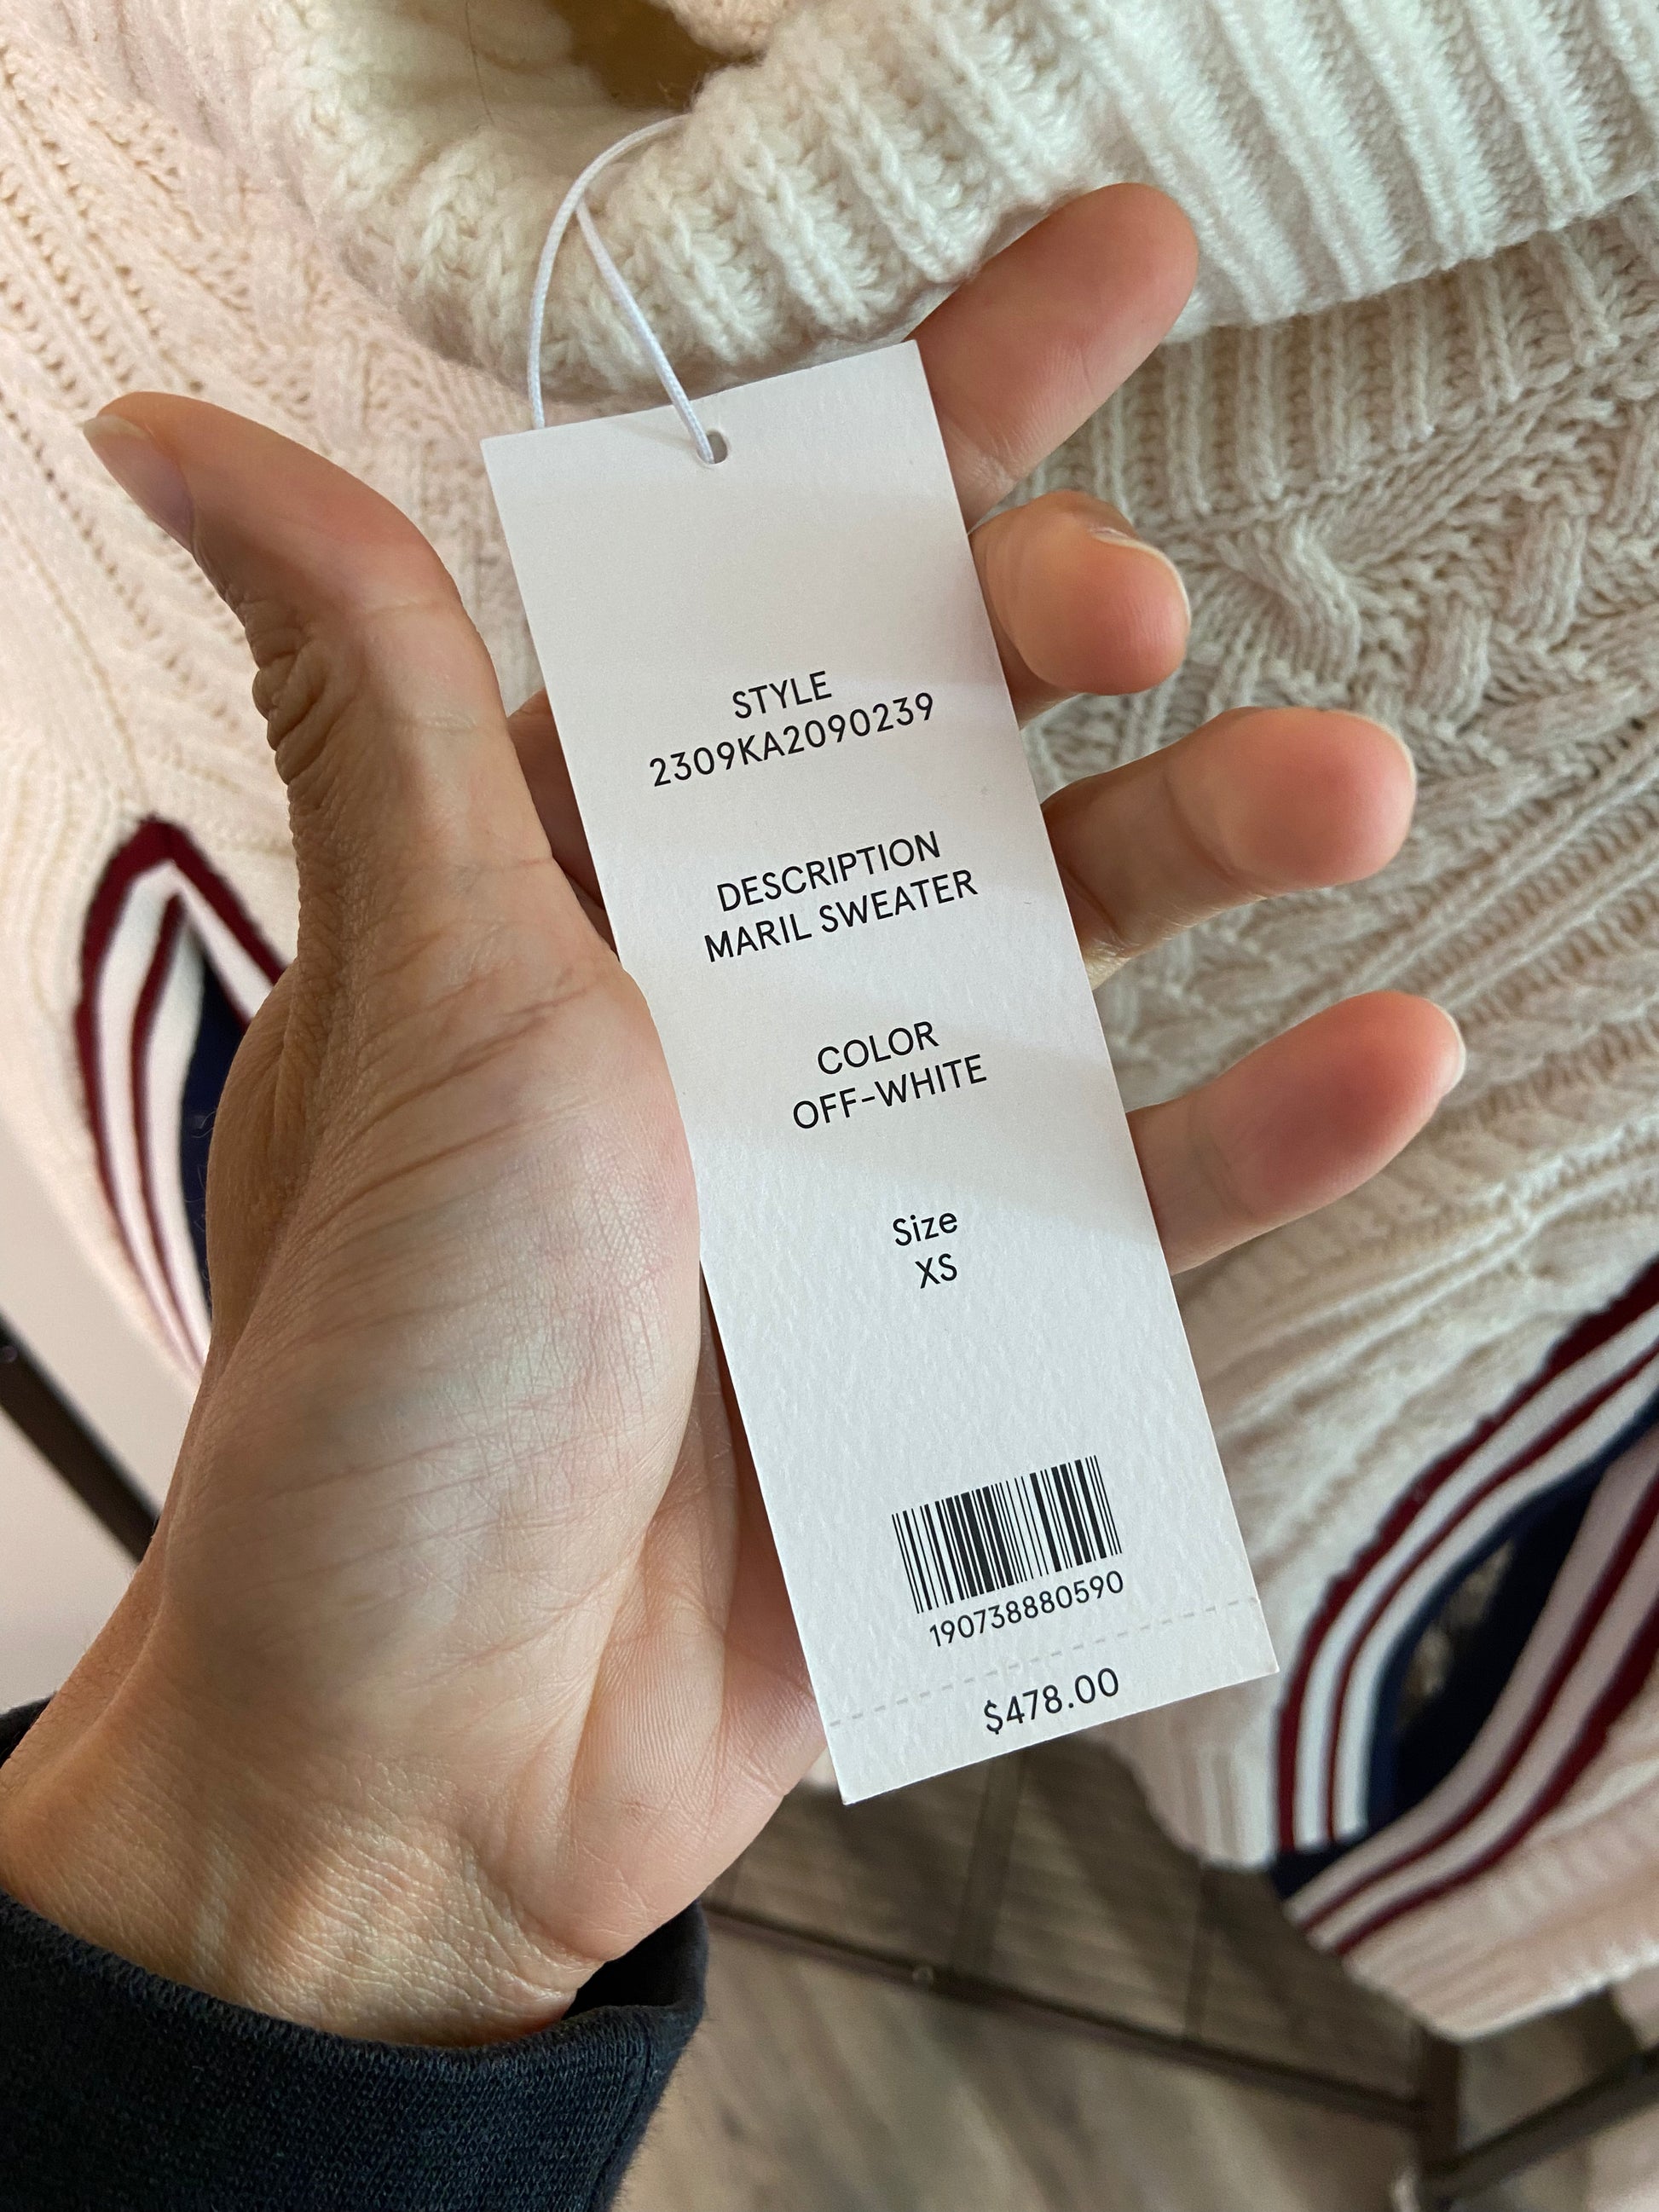 STYLE
2309KA2090239
DESCRIPTION
MARIL SWEATER
COLOR
OFF-WHITE
Size
XS
190738880590
$478.00